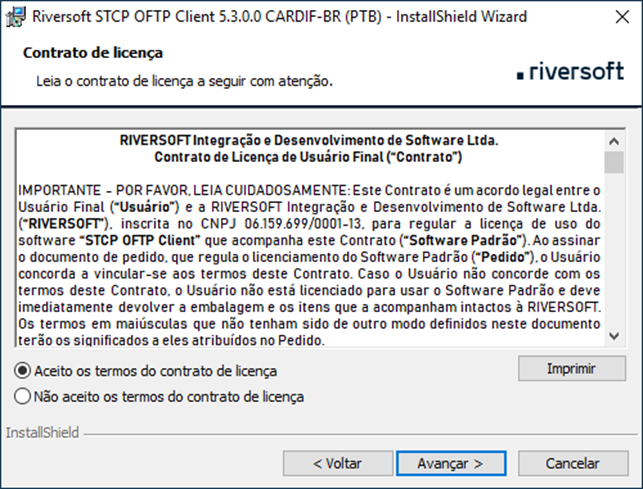 Riversoft STCP OFTP Client 5.3.0.0 CARDIF-BR (PTB) - InstallShield Wizard
Contrato de licença
Leia o contrato de licença a seguir com atenção.
riversoft
RIVERSOFT Integração e Desenvolvimento de Software Ltda.
Contrato de Licença de Usuário Final (“Contrato”)
IMPORTANTE - POR FAVOR, LEIA CUIDADOSAMENTE: Este Contrato é um acordo legal entre o
Usuário Final (“Usuário”) e a RIVERSOFT Integração e Desenvolvimento de Software Ltda.
(“RIVERSOFT”), inscrita no CNPJ 06.159.699/0001-13, para regular a licença de uso do
software “STCP OFTP Client” que acompanha este Contrato (“Software Padrão”). Ao assinar
o documento de pedido, que regula o licenciamento do Software Padrão (“Pedido”), o Usuário
concorda a vincular-se aos termos deste Contrato. Caso o Usuário não concorde com os
termos deste Contrato, o Usuário não está licenciado para usar o Software Padrão e deve
imediatamente devolver a embalagem e os itens que a acompanham intactos à RIVERSOFT.
Os termos em maiúsculas que não tenham sido de outro modo definidos neste documento
terão os significados a eles atribuídos no Pedido.
Aceito os termos do contrato de licença
Imprimir
Não aceito os termos do contrato de licença
InstallShield
< Voltar
Avançar >
Cancelar